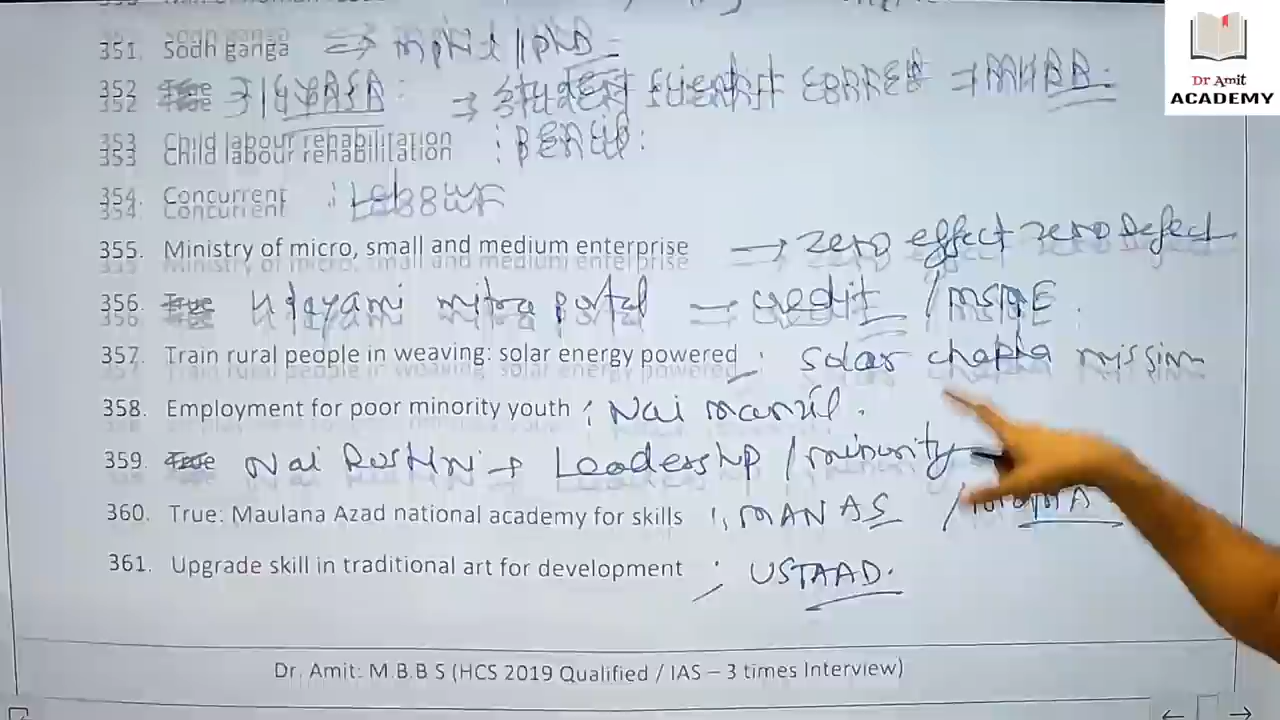 351. Sodh ganga ⇒ mphil / phD
Dr Amit
ACADEMY
352 True JIGYASA ⇒ student scientist connect ⇒ MHRD.
353 Child labour rehabilitation : PENCIL.
354. Concurrent : Labour
355. Ministry of micro, small and medium enterprise → zero effect zero Defect
356. True Udayami mitra portal = credit / MSME.
357. Train rural people in weaving: solar energy powered : solar chakha mission
358. Employment for poor minority youth : Nai manzil.
359. True Nai RosHNi → Leadership / minority
360. True: Maulana Azad national academy for skills : MANAS /
361. Upgrade skill in traditional art for development : USTAAD.
Dr. Amit: M.B.B.S (HCS 2019 Qualified / IAS – 3 times Interview)